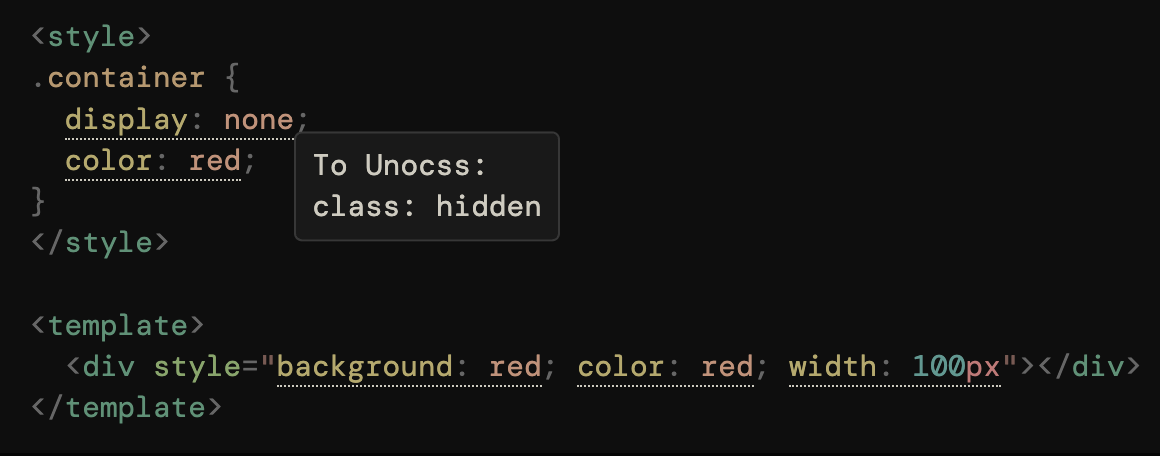 <style>
.container {
  display: none;
  color: red;
To Unocss:
class: hidden
}
</style>
<template>
  <div style="background: red; color: red; width: 100px"></div>
</template>